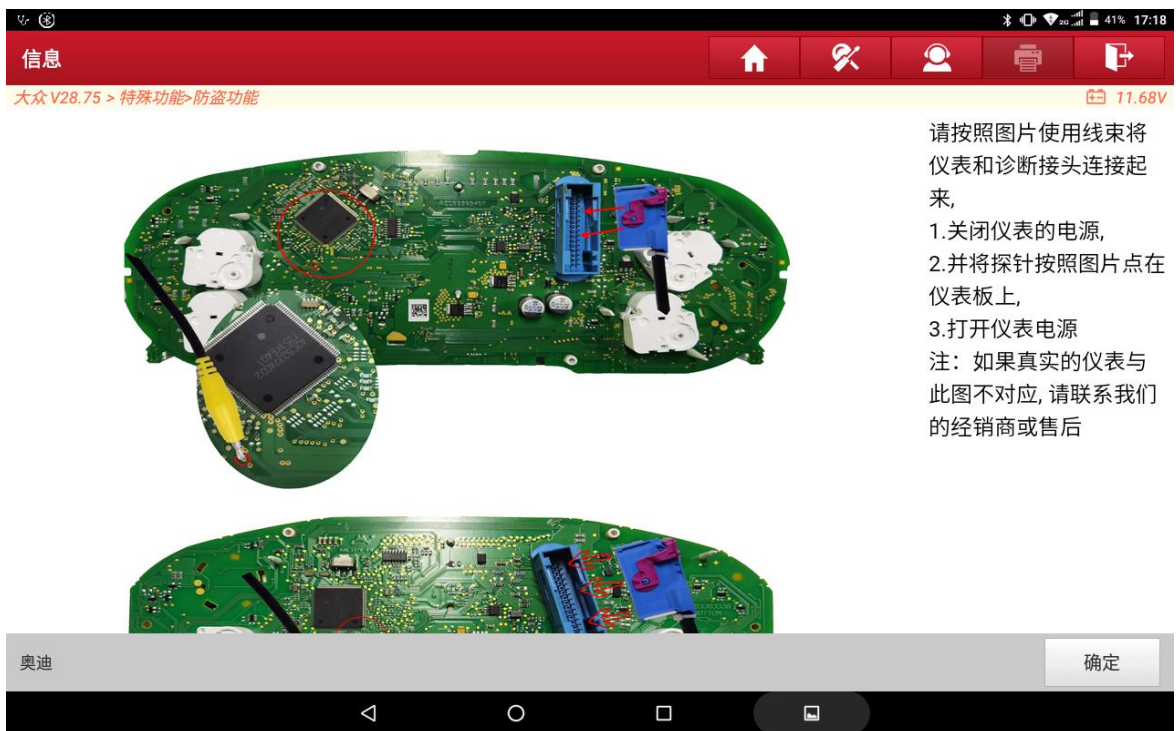 2G 41% 17:18
信息
大众 V28.75 > 特殊功能>防盗功能
11.68V
请按照图片使用线束将
仪表和诊断接头连接起
来,
1.关闭仪表的电源,
2.并将探针按照图片点在
仪表板上,
3.打开仪表电源
注：如果真实的仪表与
此图不对应, 请联系我们
的经销商或售后
奥迪
确定